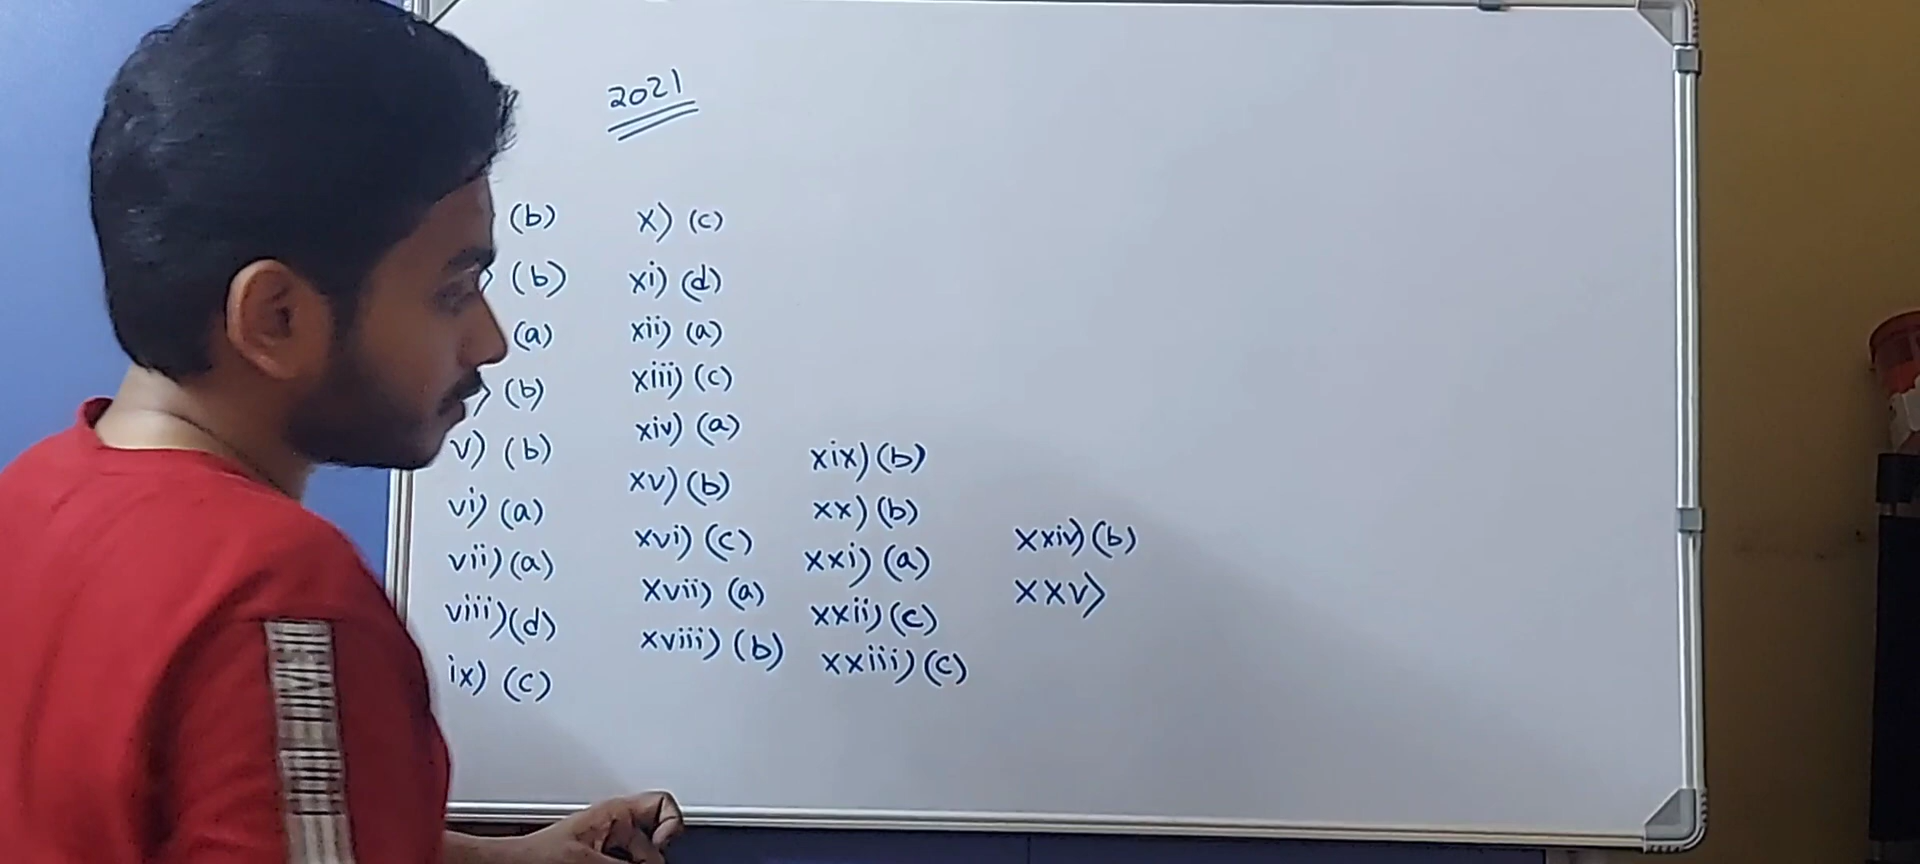 2021
(b)
(b)
(a)
(b)
v) (b)
vi) (a)
vii) (a)
viii) (d)
ix) (c)
x) (c)
xi) (d)
xii) (a)
xiii) (c)
xiv) (a)
xv) (b)
xvi) (c)
xvii) (a)
xviii) (b)
xix) (b)
xx) (b)
xxi) (a)
xxii) (c)
xxiii) (c)
xxiv) (b)
xxv)